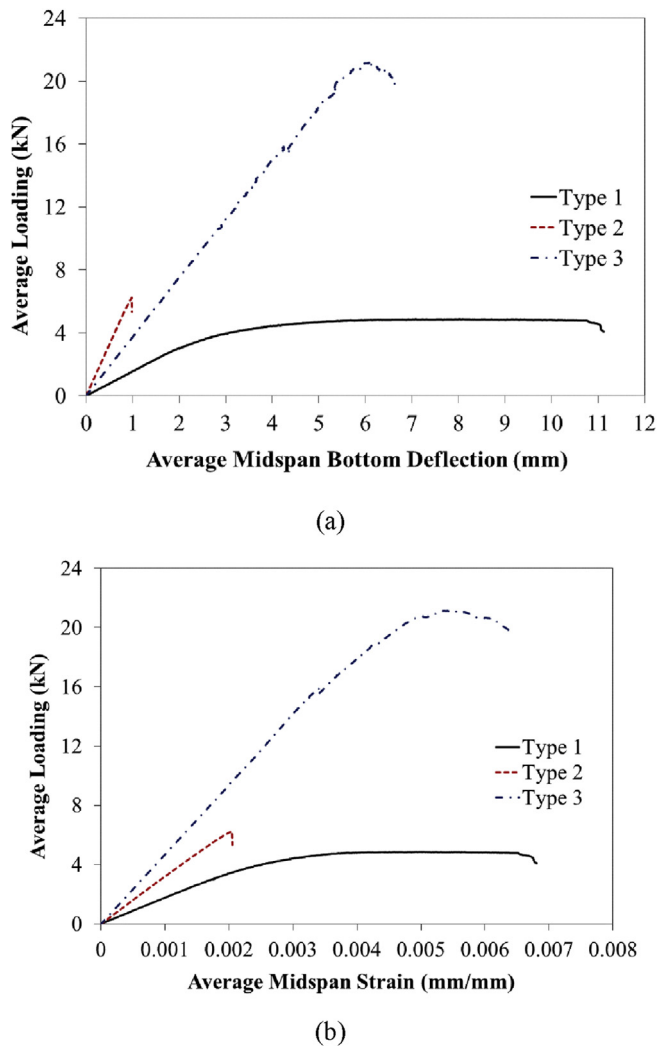 24
20
16
12
8
4
0
Average Loading (kN)
Type 1
Type 2
Type 3
0 1 2 3 4 5 6 7 8 9 10 11 12
Average Midspan Bottom Deflection (mm)
(a)
24
20
16
12
8
4
0
Average Loading (kN)
Type 1
Type 2
Type 3
0 0.001 0.002 0.003 0.004 0.005 0.006 0.007 0.008
Average Midspan Strain (mm/mm)
(b)